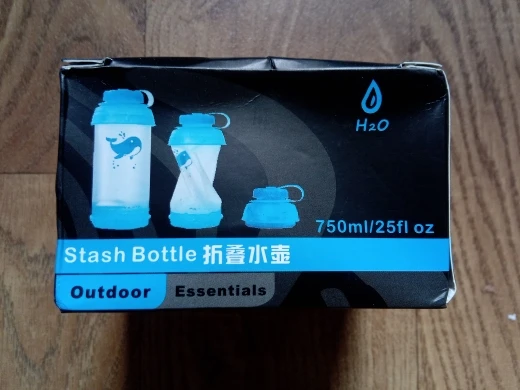 H2O
750ml/25fl oz
Stash Bottle 折叠水壶
Outdoor Essentials